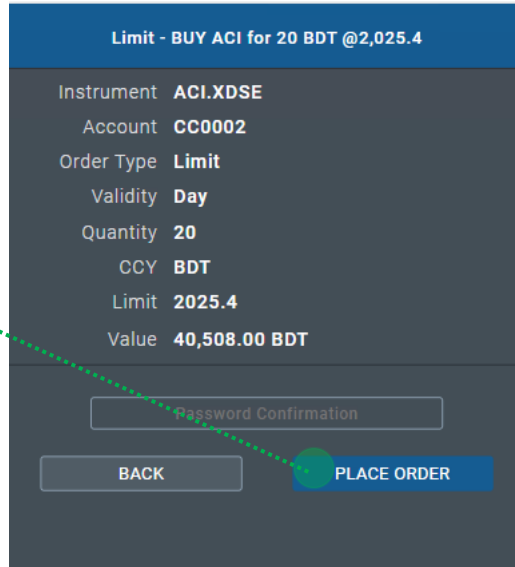 Limit - BUY ACI for 20 BDT @2,025.4
Instrument ACI.XDSE
Account CC0002
Order Type Limit
Validity Day
Quantity 20
CCY BDT
Limit 2025.4
Value 40,508.00 BDT
Password Confirmation
BACK PLACE ORDER